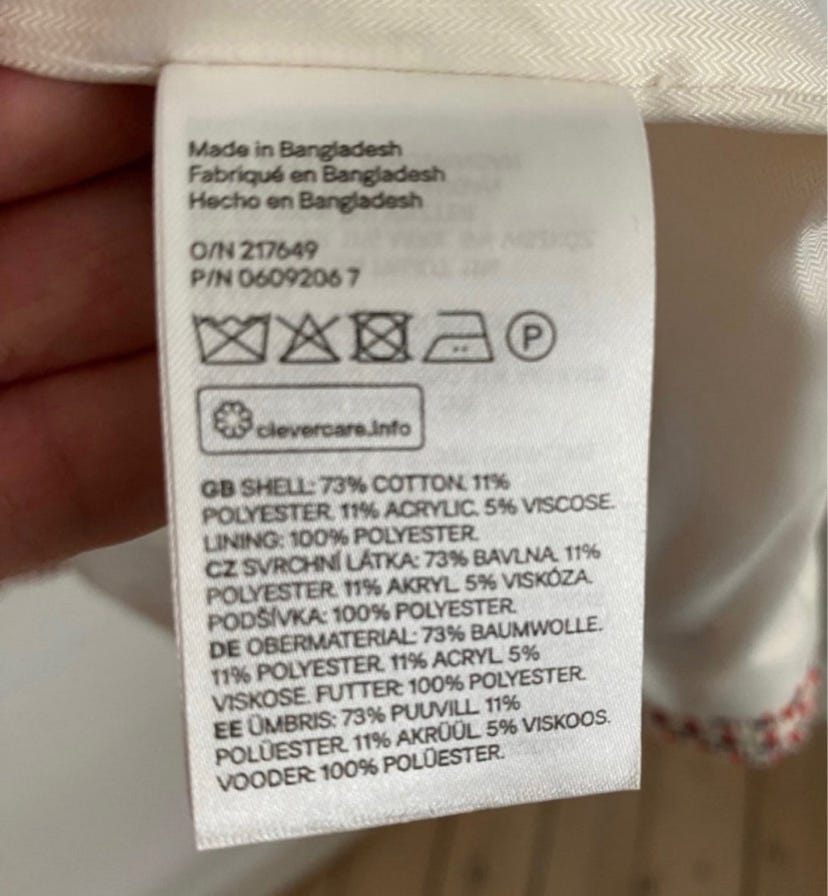 Made in Bangladesh
Fabriqué en Bangladesh
Hecho en Bangladesh
O/N 217649
P/N 06092067
P
clevercare.info
GB SHELL: 73% COTTON. 11%
POLYESTER. 11% ACRYLIC. 5% VISCOSE.
LINING: 100% POLYESTER.
CZ SVRCHNÍ LÁTKA: 73% BAVLNA. 11%
POLYESTER. 11% AKRYL 5% VISKÓZA.
PODŠÍVKA: 100% POLYESTER.
DE OBERMATERIAL: 73% BAUMWOLLE.
11% POLYESTER. 11% ACRYL 5%
VISKOSE. FUTTER: 100% POLYESTER.
EE ÜMBRIS: 73% PUUVILL 11%
POLÜESTER. 11% AKRÜÜL 5% VISKOOS.
VOODER: 100% POLÜESTER.